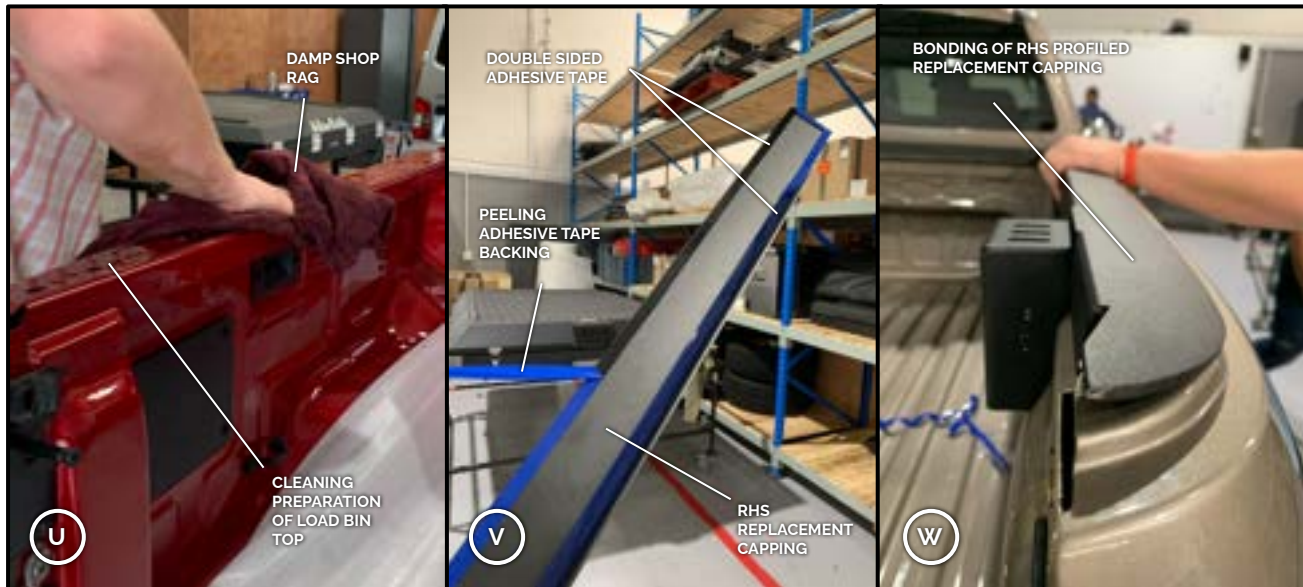 DAMP SHOP
RAG
CLEANING
PREPARATION
OF LOAD BIN
TOP
U
DOUBLE SIDED
ADHESIVE TAPE
PEELING
ADHESIVE TAPE
BACKING
RHS
REPLACEMENT
CAPPING
V
BONDING OF RHS PROFILED
REPLACEMENT CAPPING
W